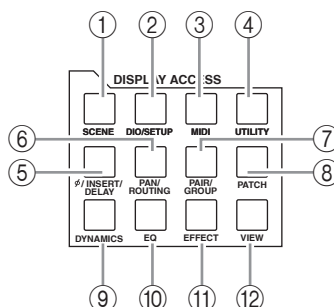 ① ② ③ ④
DISPLAY ACCESS
SCENE DIO/SETUP MIDI UTILITY
⑥ ⑦
⑤ ⑧
ø/INSERT/ DELAY PAN/ ROUTING PAIR/ GROUP PATCH
DYNAMICS EQ EFFECT VIEW
⑨ ⑩ ⑪ ⑫